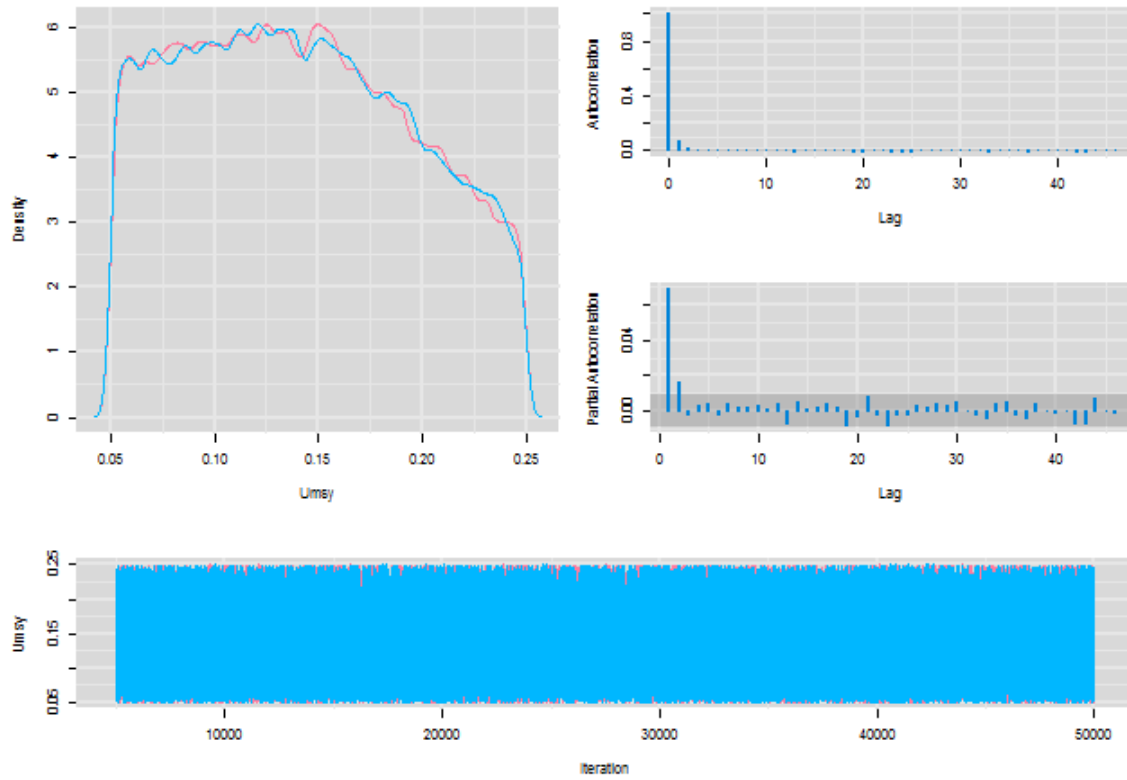 Density
0 1 2 3 4 5 6
0.05 0.10 0.15 0.20 0.25
Umsy
Autocorrelation
0.0 0.4 0.8
0 10 20 30 40
Lag
Partial Autocorrelation
0.00 0.04
0 10 20 30 40
Lag
Umsy
0.05 0.15 0.25
10000 20000 30000 40000 50000
Iteration